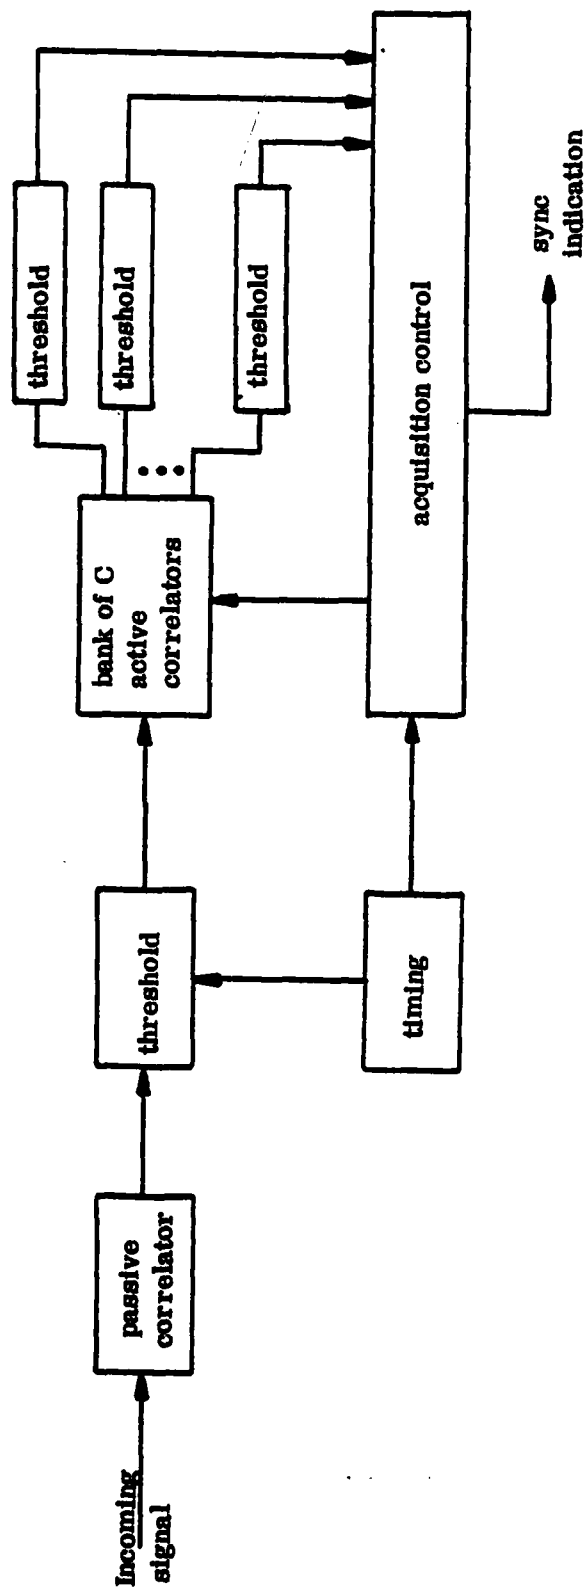 Incoming
signal
passive
correlator
threshold
timing
bank of C
active
correlators
threshold
threshold
threshold
acquisition control
sync
indication